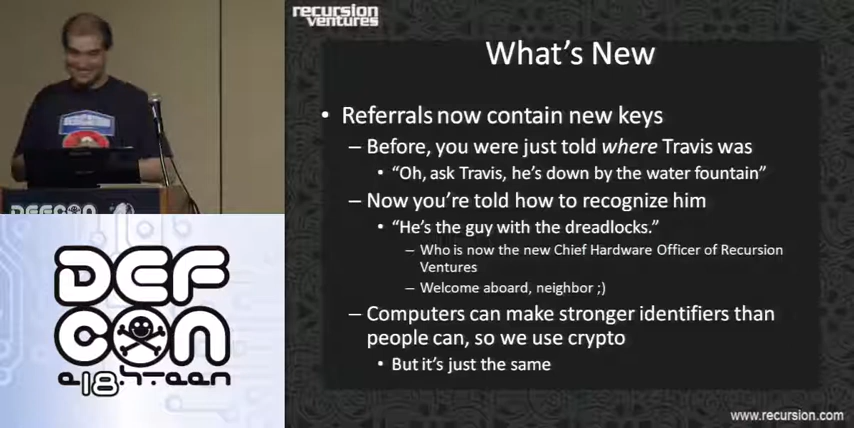 recursion
ventures
What's New
• Referrals now contain new keys
– Before, you were just told where Travis was
• "Oh, ask Travis, he's down by the water fountain"
– Now you're told how to recognize him
• "He's the guy with the dreadlocks."
– Who is now the new Chief Hardware Officer of Recursion
Ventures
– Welcome aboard, neighbor ;)
– Computers can make stronger identifiers than
people can, so we use crypto
• But it's just the same
www.recursion.com
DEFCON
DEF
CON
e18hteen